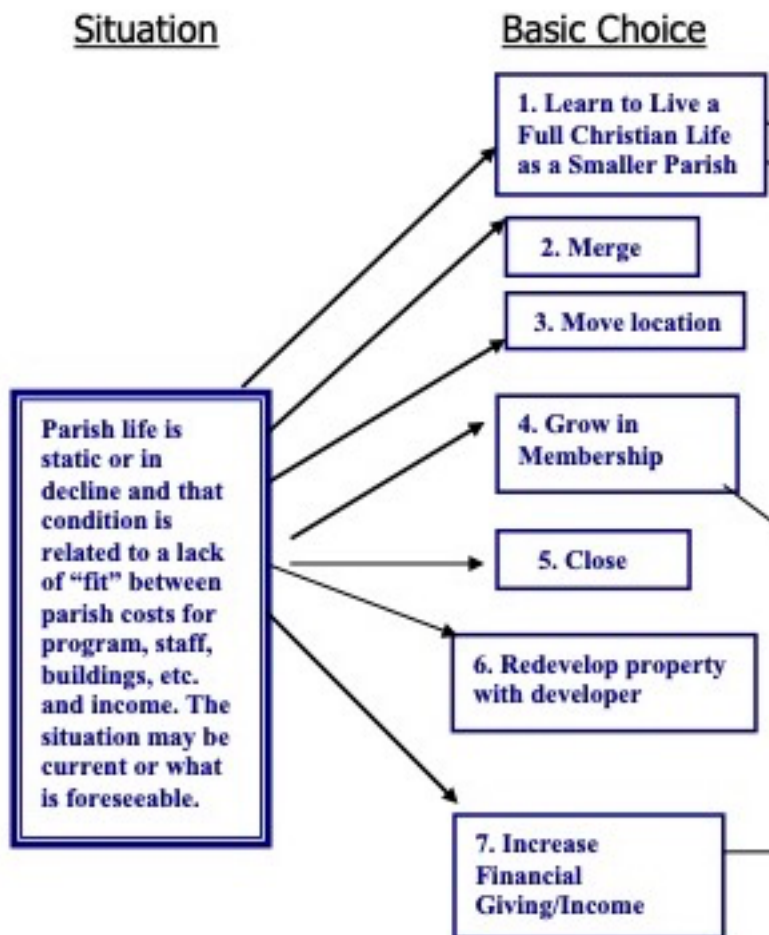 Situation
Basic Choice
1. Learn to Live a
Full Christian Life
as a Smaller Parish
2. Merge
3. Move location
Parish life is
static or in
decline and that
condition is
related to a lack
of “fit” between
parish costs for
program, staff,
buildings, etc.
and income. The
situation may be
current or what
is foreseeable.
4. Grow in
Membership
5. Close
6. Redevelop property
with developer
7. Increase
Financial
Giving/Income